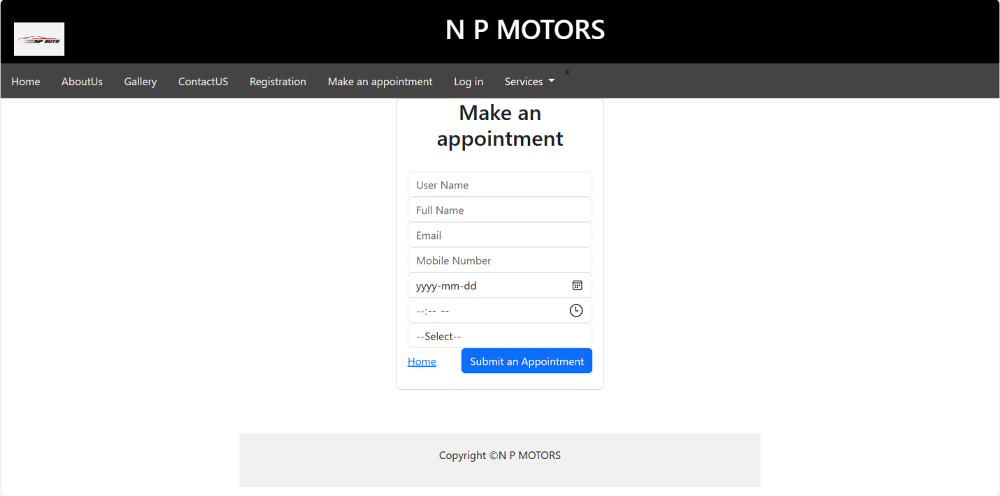 N P MOTORS
NP AUTO
Home AboutUs Gallery ContactUS Registration Make an appointment Log in Services
Make an
appointment
User Name
Full Name
Email
Mobile Number
yyyy-mm-dd
--:-- --
--Select--
Home Submit an Appointment
Copyright ©N P MOTORS